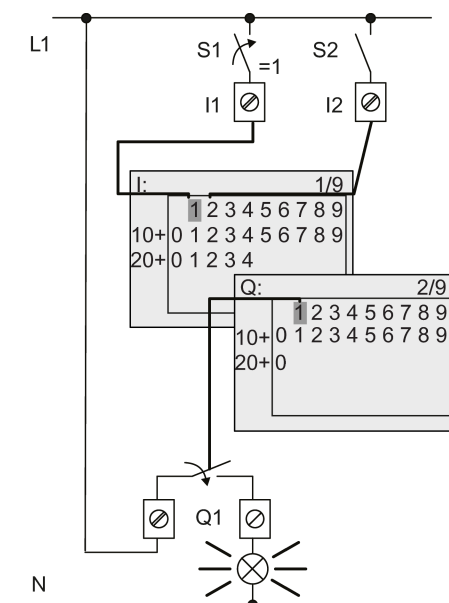 L1
S1
=1
S2
I1
I2
I: 1/9
1 2 3 4 5 6 7 8 9
10+ 0 1 2 3 4 5 6 7 8 9
20+ 0 1 2 3 4
Q: 2/9
1 2 3 4 5 6 7 8 9
10+ 0 1 2 3 4 5 6 7 8 9
20+ 0
Q1
N